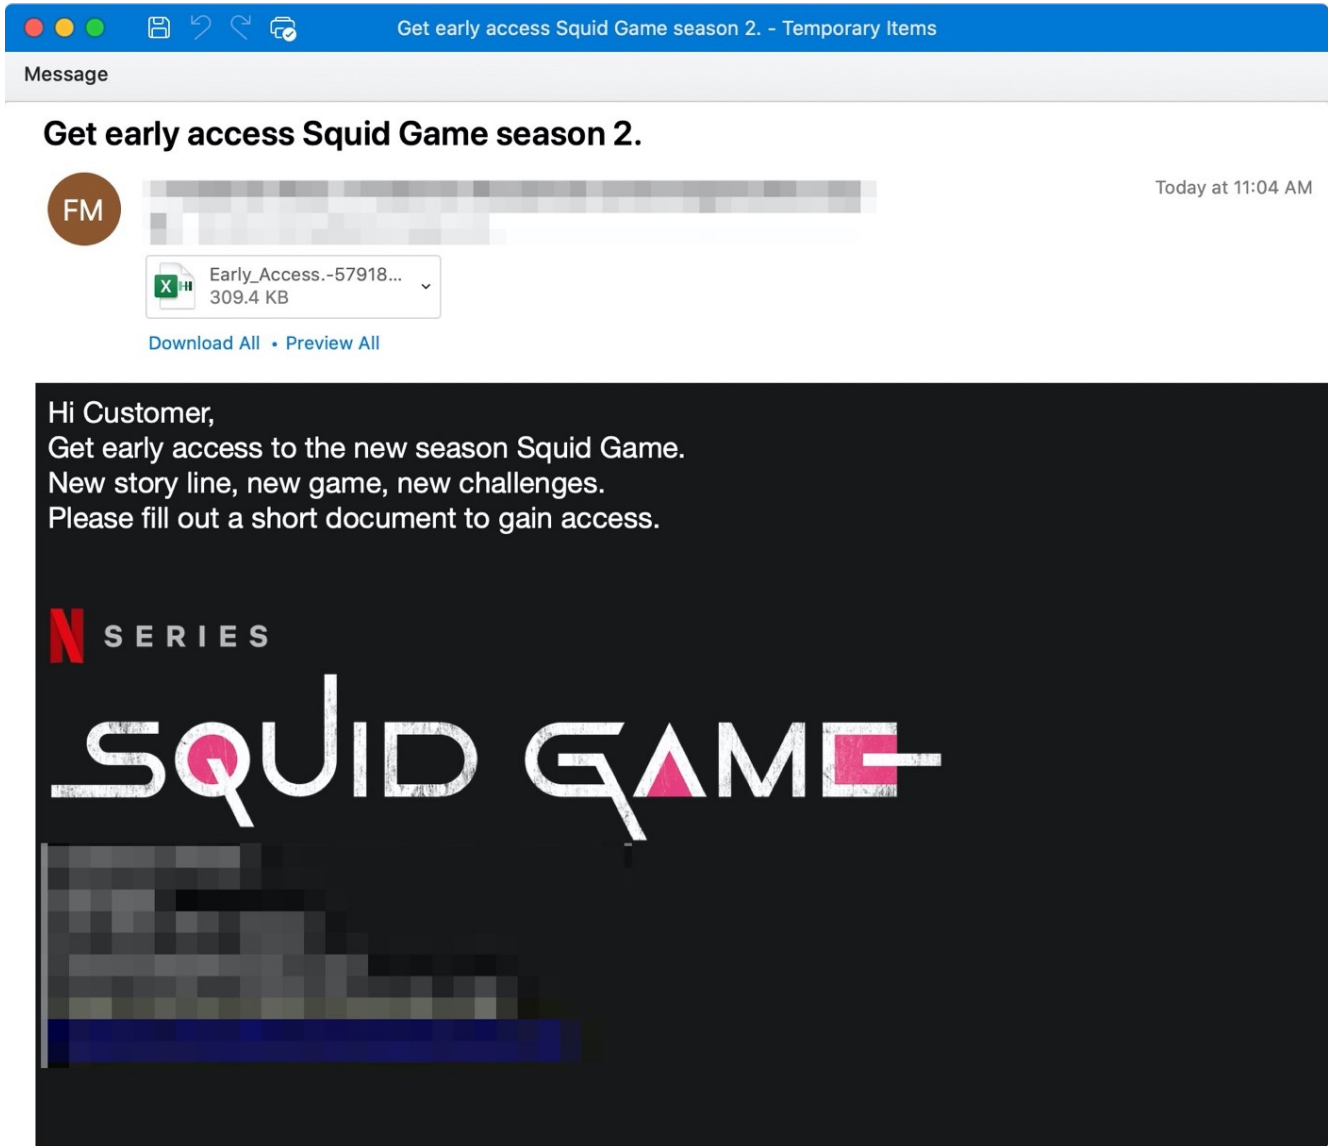 Get early access Squid Game season 2. - Temporary Items
Message
Get early access Squid Game season 2.
FM
Today at 11:04 AM
Early_Access.-57918...
309.4 KB
Download All • Preview All
Hi Customer,
Get early access to the new season Squid Game.
New story line, new game, new challenges.
Please fill out a short document to gain access.
N SERIES
SQUID GAME